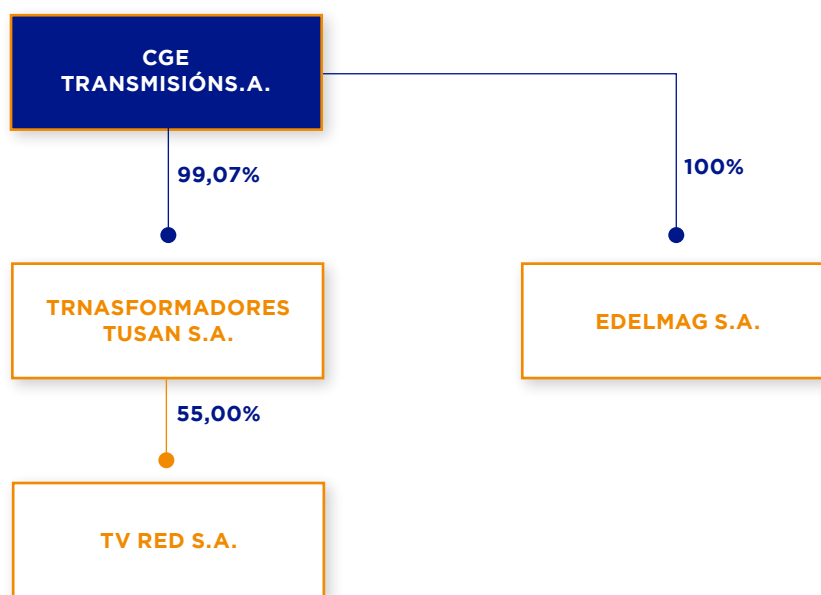 CGE
TRANSMISIÓNS.A.
99,07%
100%
TRNASFORMADORES
TUSAN S.A.
EDELMAG S.A.
55,00%
TV RED S.A.